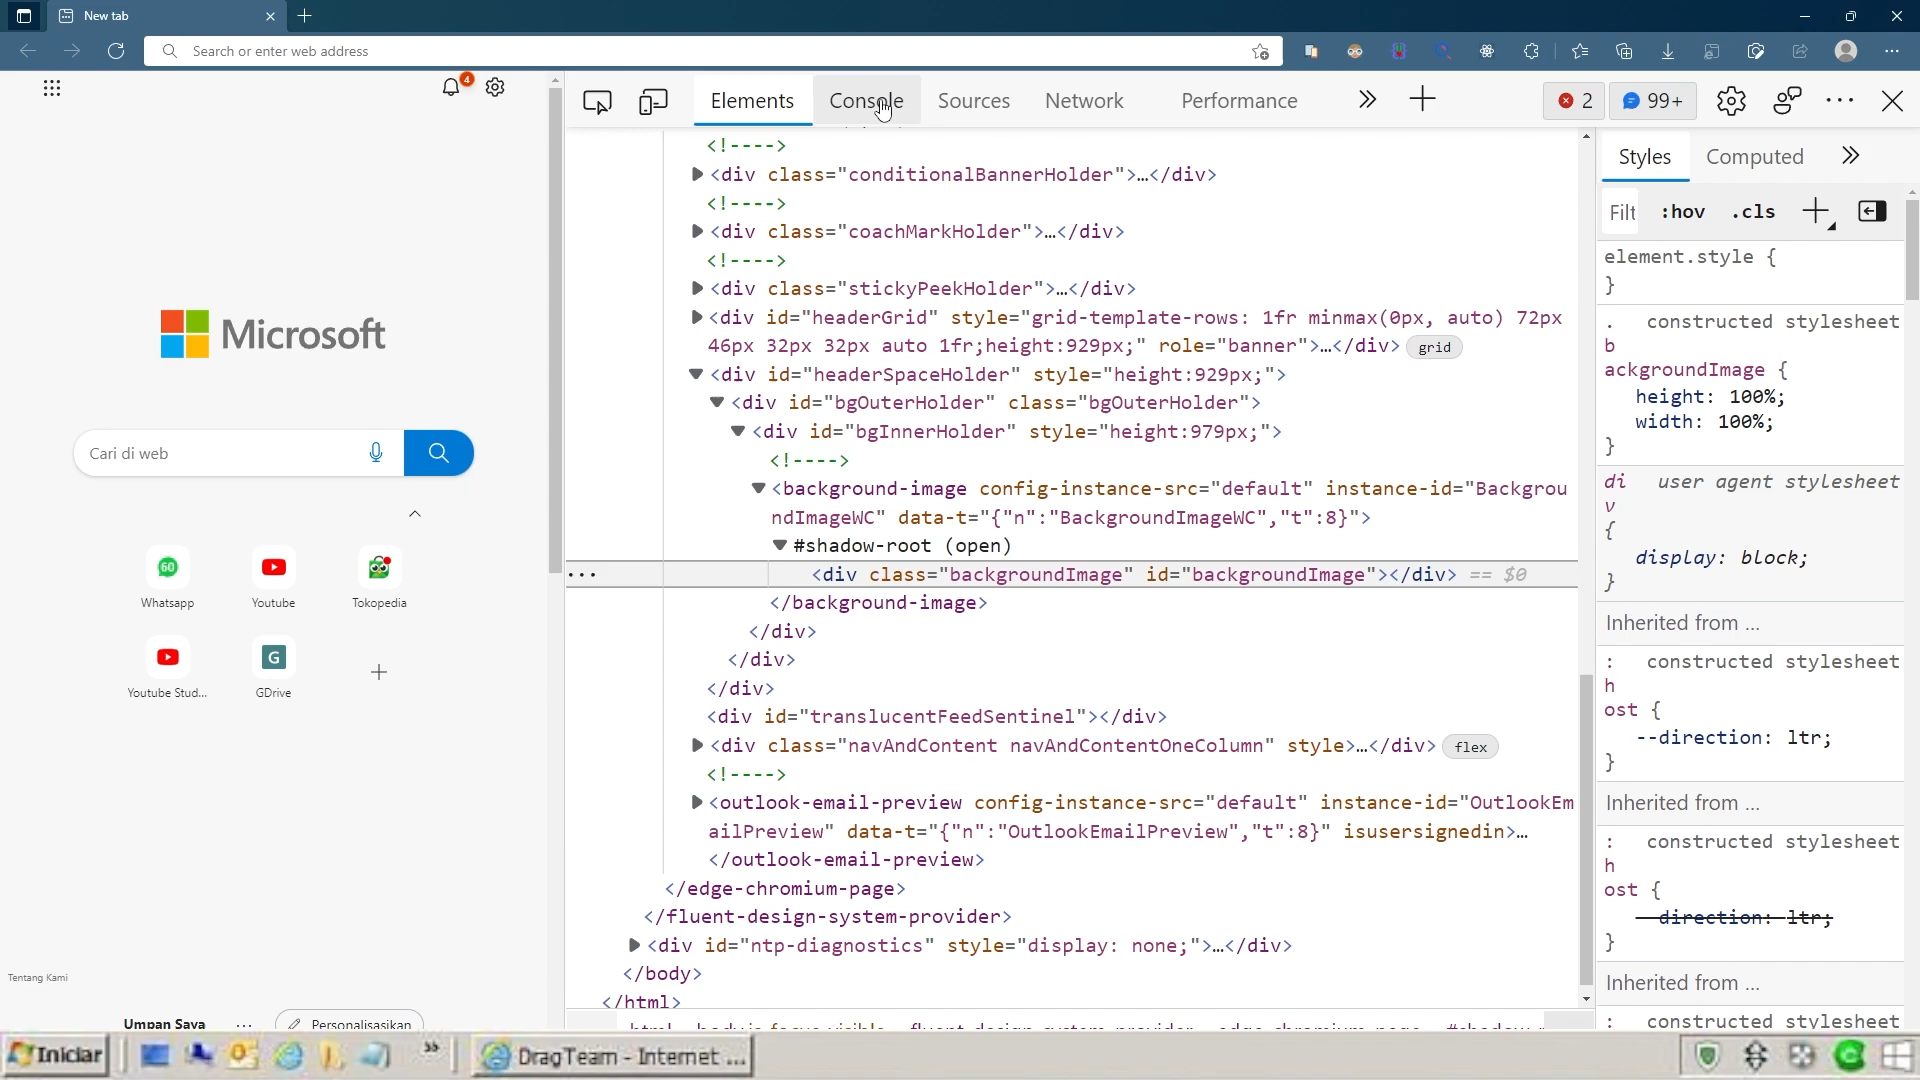 New tab
Search or enter web address
4
Microsoft
Cari di web
60
Whatsapp
Youtube
Tokopedia
Youtube Stud...
G
GDrive
Tentang Kami
Umpan Saya
...
Personalisasikan
Elements
Console
Sources
Network
Performance
2
99+
<!---->
<div class="conditionalBannerHolder">…</div>
<!---->
<div class="coachMarkHolder">…</div>
<!---->
<div class="stickyPeekHolder">…</div>
<div id="headerGrid" style="grid-template-rows: 1fr minmax(0px, auto) 72px
46px 32px 32px auto 1fr;height:929px;" role="banner">…</div> grid
<div id="headerSpaceHolder" style="height:929px;">
<div id="bgOuterHolder" class="bgOuterHolder">
<div id="bgInnerHolder" style="height:979px;">
<!---->
<background-image config-instance-src="default" instance-id="Backgrou
ndImageWC" data-t="{"n":"BackgroundImageWC","t":8}">
#shadow-root (open)
... <div class="backgroundImage" id="backgroundImage"></div> == $0
</background-image>
</div>
</div>
</div>
<div id="translucentFeedSentinel"></div>
<div class="navAndContent navAndContentOneColumn" style>…</div> flex
<!---->
<outlook-email-preview config-instance-src="default" instance-id="OutlookEm
ailPreview" data-t="{"n":"OutlookEmailPreview","t":8}" isusersignedin>…
</outlook-email-preview>
</edge-chromium-page>
</fluent-design-system-provider>
<div id="ntp-diagnostics" style="display: none;">…</div>
</body>
</html>
Styles
Computed
Filt
:hov
.cls
element.style {
}
. constructed stylesheet
b
ackgroundImage {
height: 100%;
width: 100%;
}
di user agent stylesheet
v
{
display: block;
}
Inherited from ...
: constructed stylesheet
h
ost {
--direction: ltr;
}
Inherited from ...
: constructed stylesheet
h
ost {
--direction: ltr;
}
Inherited from ...
: constructed stylesheet
Iniciar
DragTeam - Internet ...